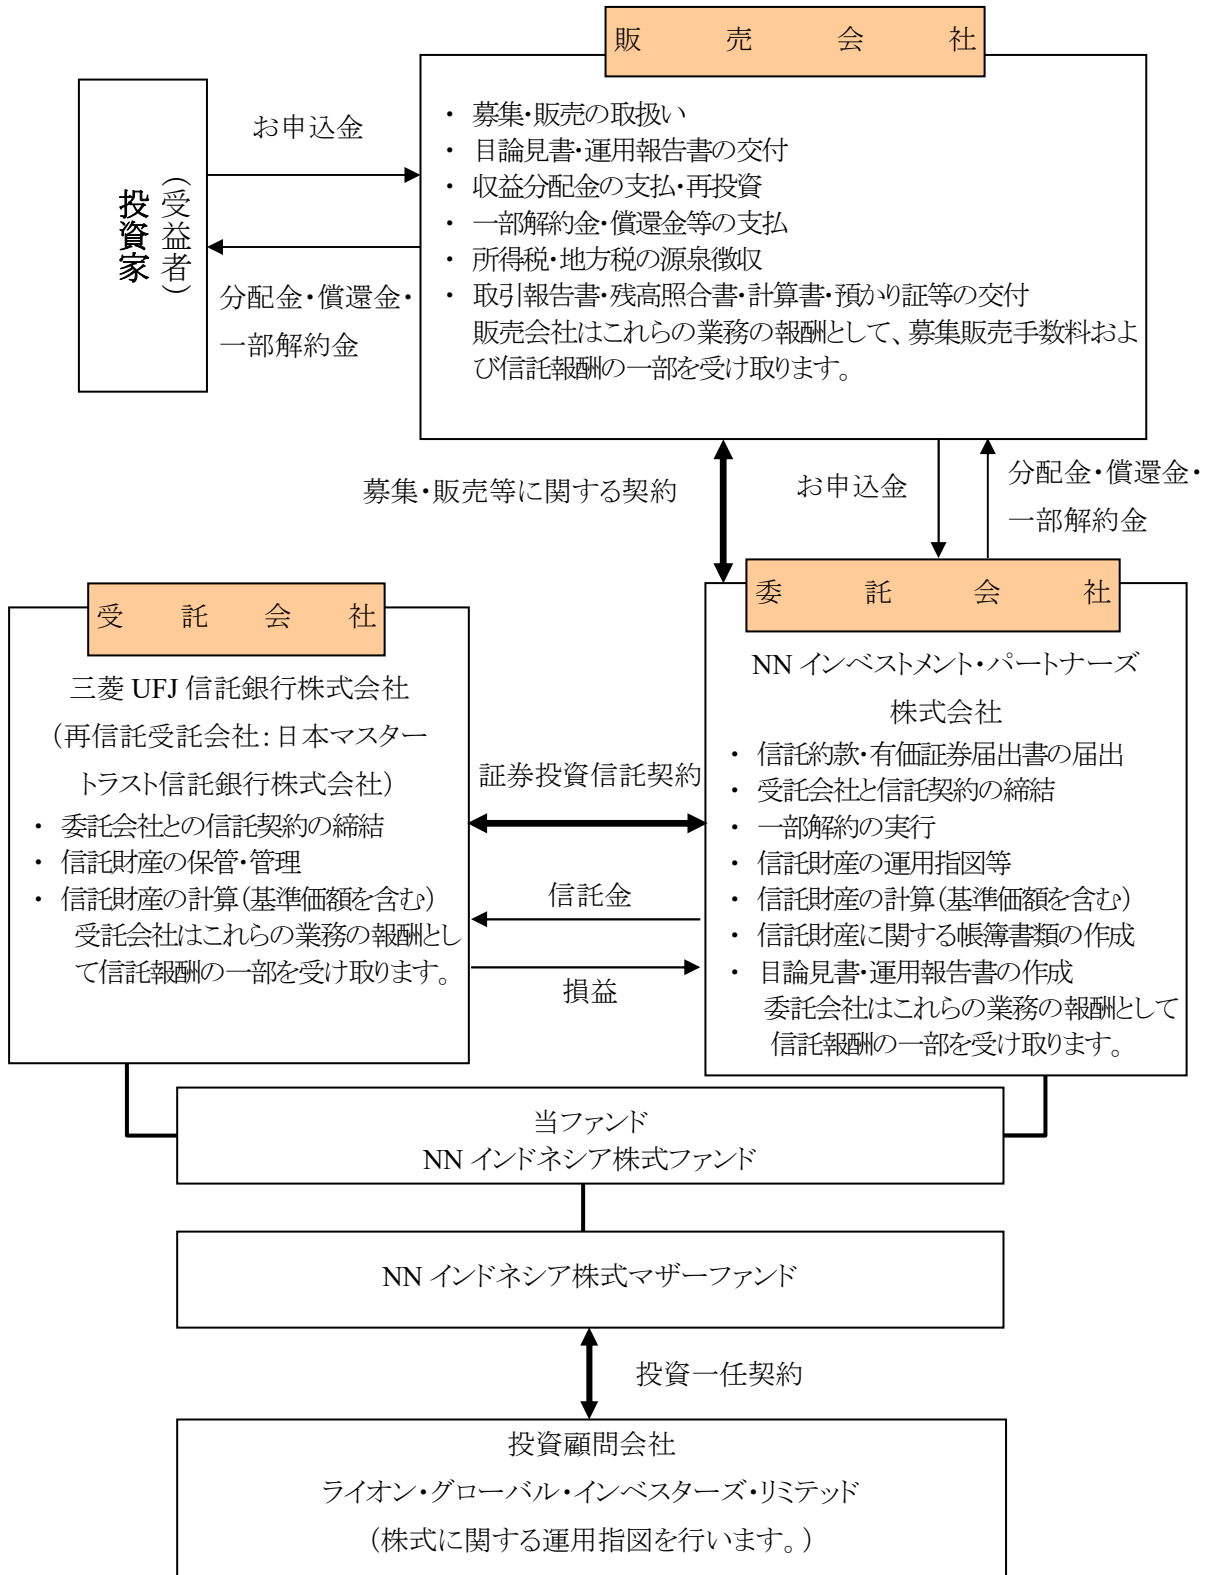 販売会社
・ 募集・販売の取扱い
・ 目論見書・運用報告書の交付
・ 収益分配金の支払・再投資
・ 一部解約金・償還金等の支払
・ 所得税・地方税の源泉徴収
・ 取引報告書・残高照合書・計算書・預かり証等の交付
販売会社はこれらの業務の報酬として、募集販売手数料およ
び信託報酬の一部を受け取ります。
投資家
(受益者)
お申込金
分配金・償還金・
一部解約金
募集・販売等に関する契約
お申込金
分配金・償還金・
一部解約金
受託会社
三菱 UFJ 信託銀行株式会社
(再信託受託会社:日本マスター
トラスト信託銀行株式会社)
・ 委託会社との信託契約の締結
・ 信託財産の保管・管理
・ 信託財産の計算(基準価額を含む)
受託会社はこれらの業務の報酬とし
て信託報酬の一部を受け取ります。
証券投資信託契約
信託金
損益
委託会社
NN インベストメント・パートナーズ
株式会社
・ 信託約款・有価証券届出書の届出
・ 受託会社と信託契約の締結
・ 一部解約の実行
・ 信託財産の運用指図等
・ 信託財産の計算(基準価額を含む)
・ 信託財産に関する帳簿書類の作成
・ 目論見書・運用報告書の作成
委託会社はこれらの業務の報酬として
信託報酬の一部を受け取ります。
当ファンド
NN インドネシア株式ファンド
NN インドネシア株式マザーファンド
投資一任契約
投資顧問会社
ライオン・グローバル・インベスターズ・リミテッド
(株式に関する運用指図を行います。)